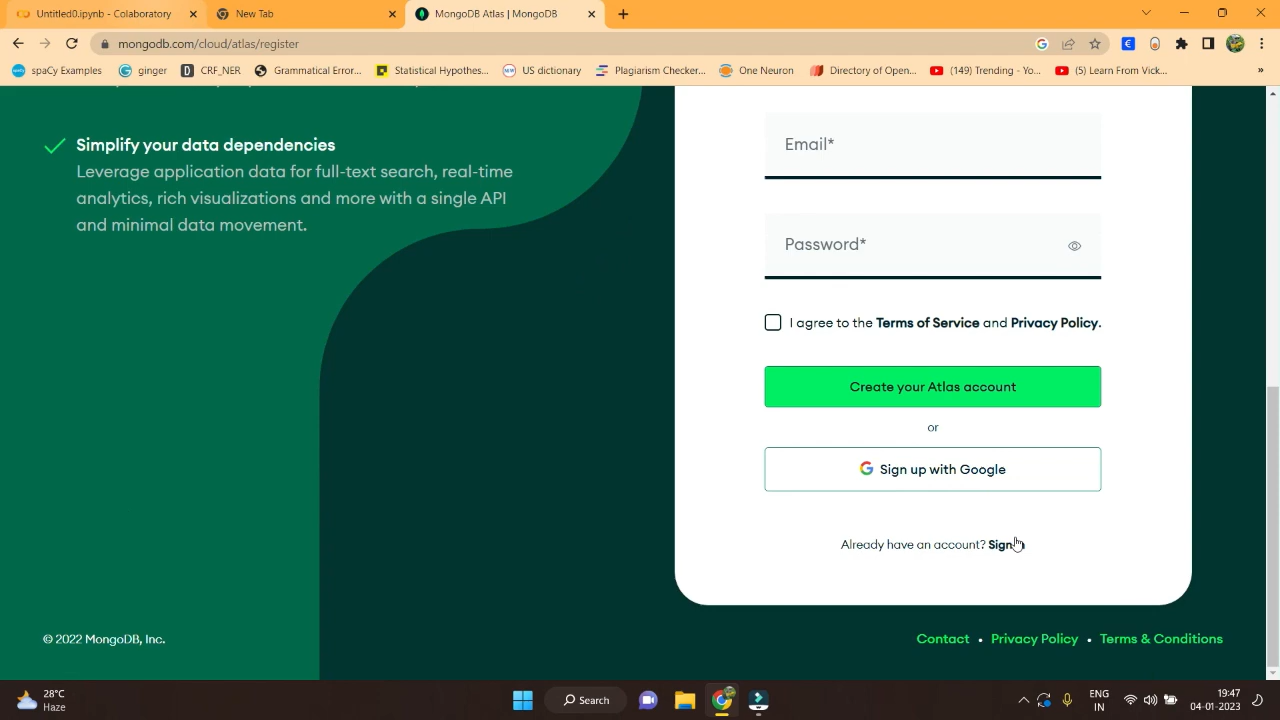 Untitled0.ipynb - Colaboratory
New Tab
MongoDB Atlas | MongoDB
mongodb.com/cloud/atlas/register
spaCy Examples
ginger
CRF_NER
Grammatical Error...
Statistical Hypothes...
US dictionary
Plagiarism Checker...
One Neuron
Directory of Open...
(149) Trending - Yo...
(5) Learn From Vick...
»
Simplify your data dependencies
Leverage application data for full-text search, real-time
analytics, rich visualizations and more with a single API
and minimal data movement.
Email*
Password*
I agree to the Terms of Service and Privacy Policy.
Create your Atlas account
or
Sign up with Google
Already have an account? Sign
© 2022 MongoDB, Inc.
Contact • Privacy Policy • Terms & Conditions
28°C
Haze
Search
ENG
IN
19:47
04-01-2023